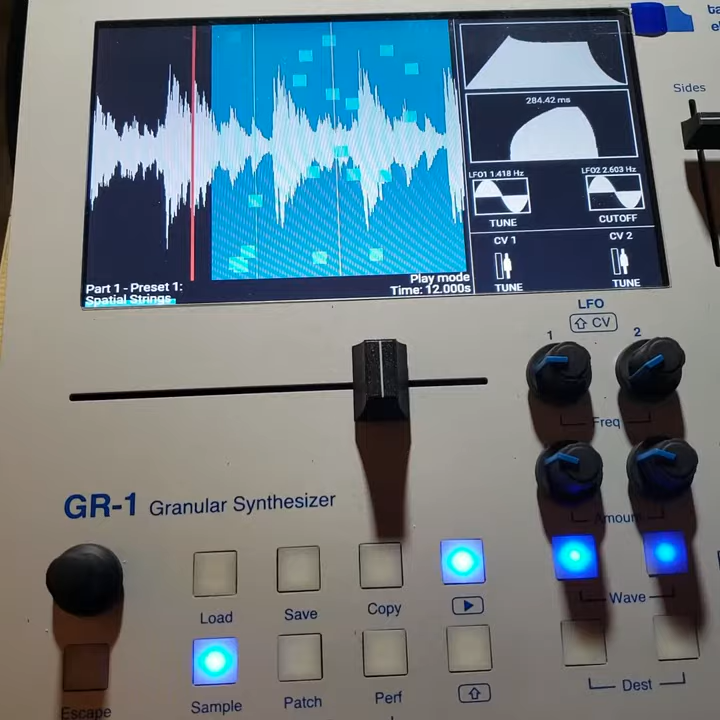 Sides
284.42 ms
LFO1 1.418 Hz
LFO2 2.603 Hz
TUNE
CUTOFF
CV 1
CV 2
TUNE
TUNE
Part 1 - Preset 1:
Spatial Strings
Play mode
Time: 12.000s
LFO
CV
1
2
Freq
GR-1 Granular Synthesizer
Amount
Load
Save
Copy
Wave
Escape
Sample
Patch
Perf
Dest